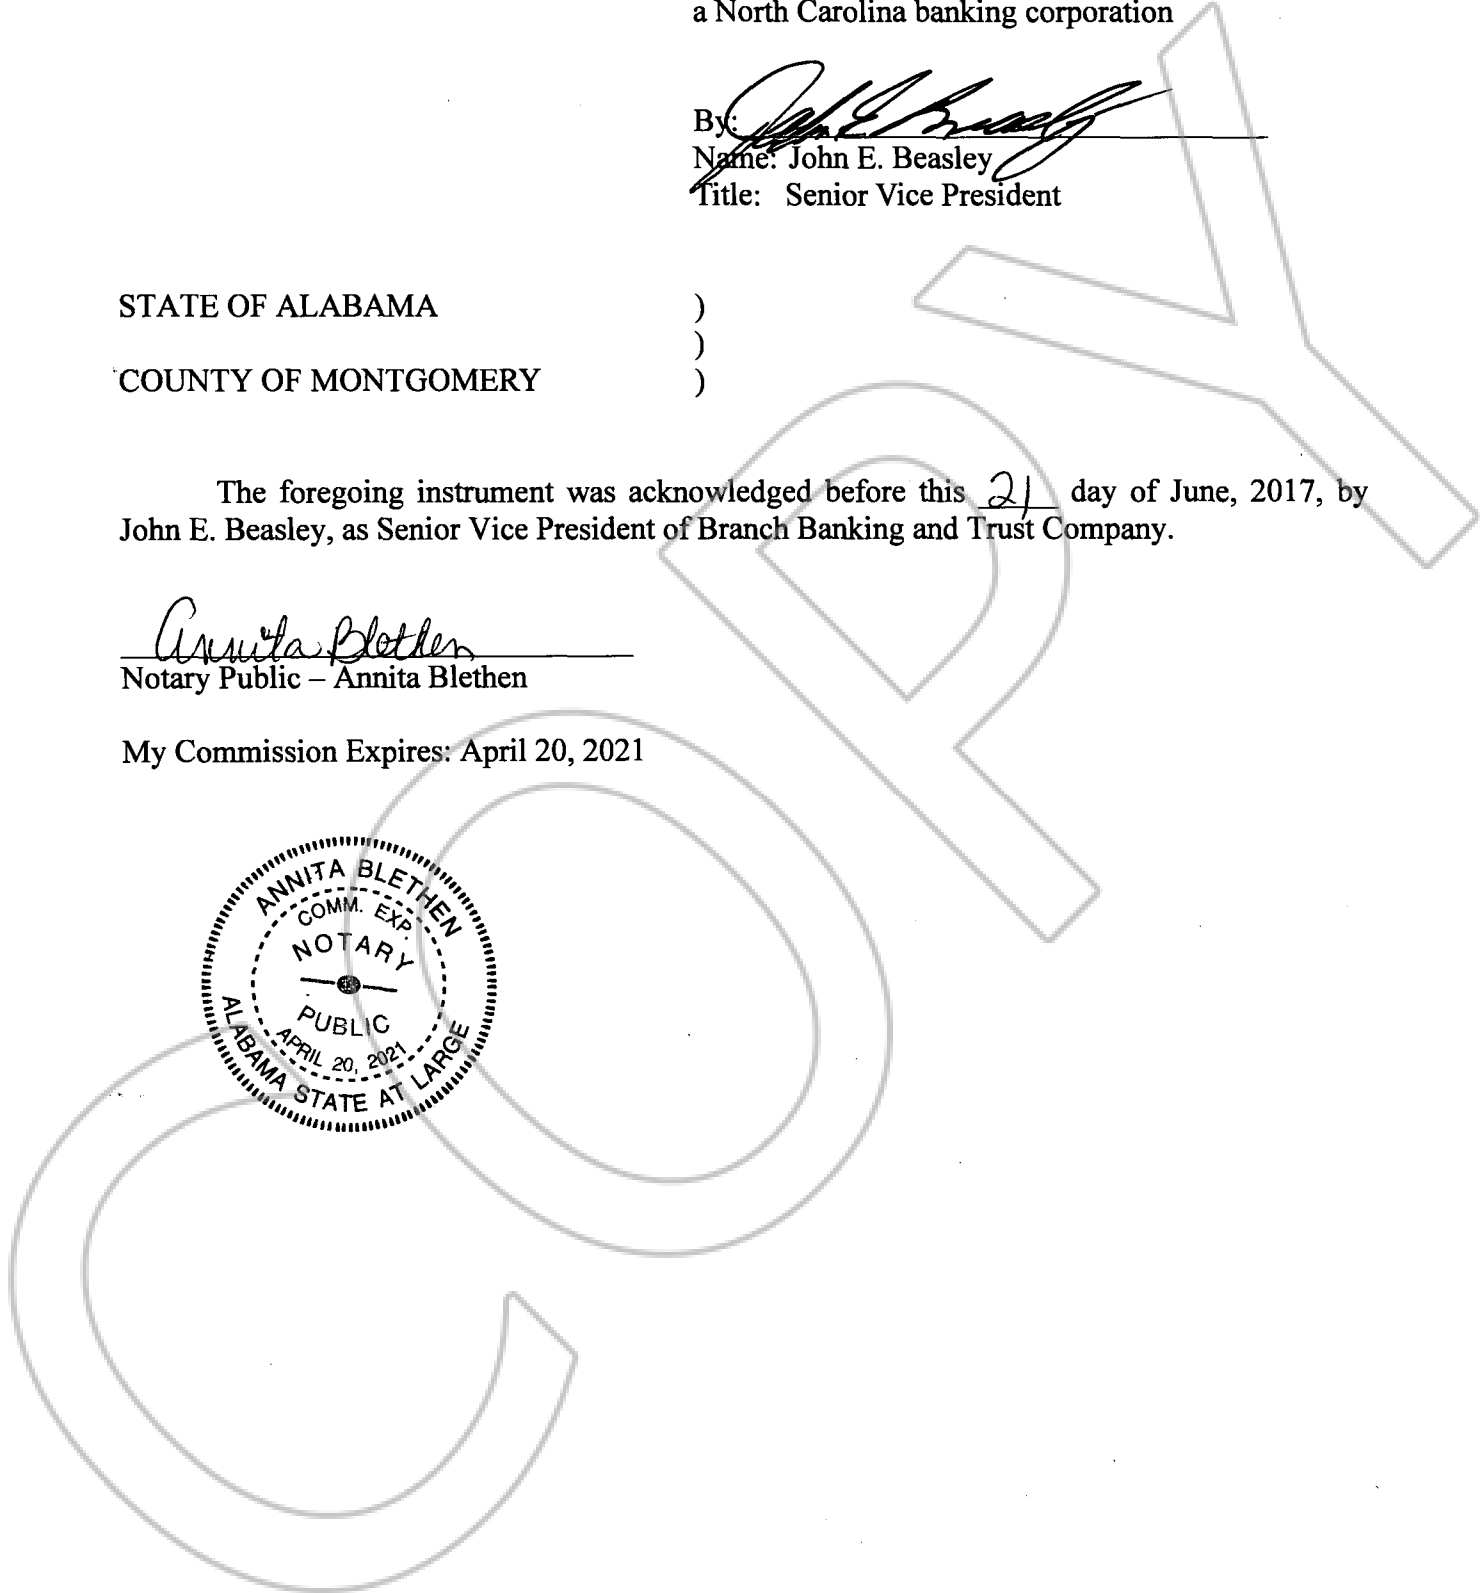 a North Carolina banking corporation
By: John E. Beasley
Name: John E. Beasley
Title: Senior Vice President
STATE OF ALABAMA )
)
COUNTY OF MONTGOMERY )
The foregoing instrument was acknowledged before this 21 day of June, 2017, by
John E. Beasley, as Senior Vice President of Branch Banking and Trust Company.
Annita Blethen
Notary Public – Annita Blethen
My Commission Expires: April 20, 2021
ANNITA BLETHEN
COMM. EXP.
NOTARY
PUBLIC
APRIL 20, 2021
ALABAMA STATE AT LARGE
COPY